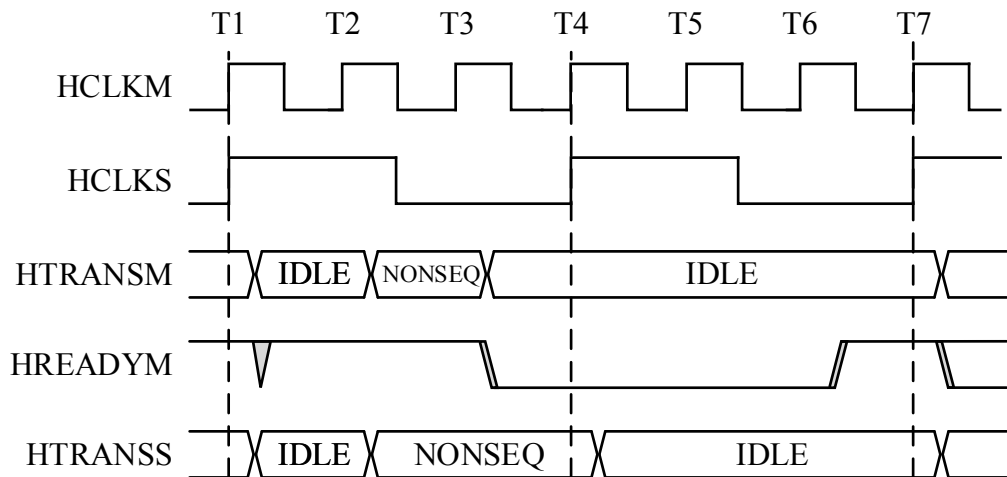 T1 T2 T3 T4 T5 T6 T7
HCLKM
HCLKS
HTRANSM IDLE NONSEQ IDLE
HREADYM
HTRANSS IDLE NONSEQ IDLE